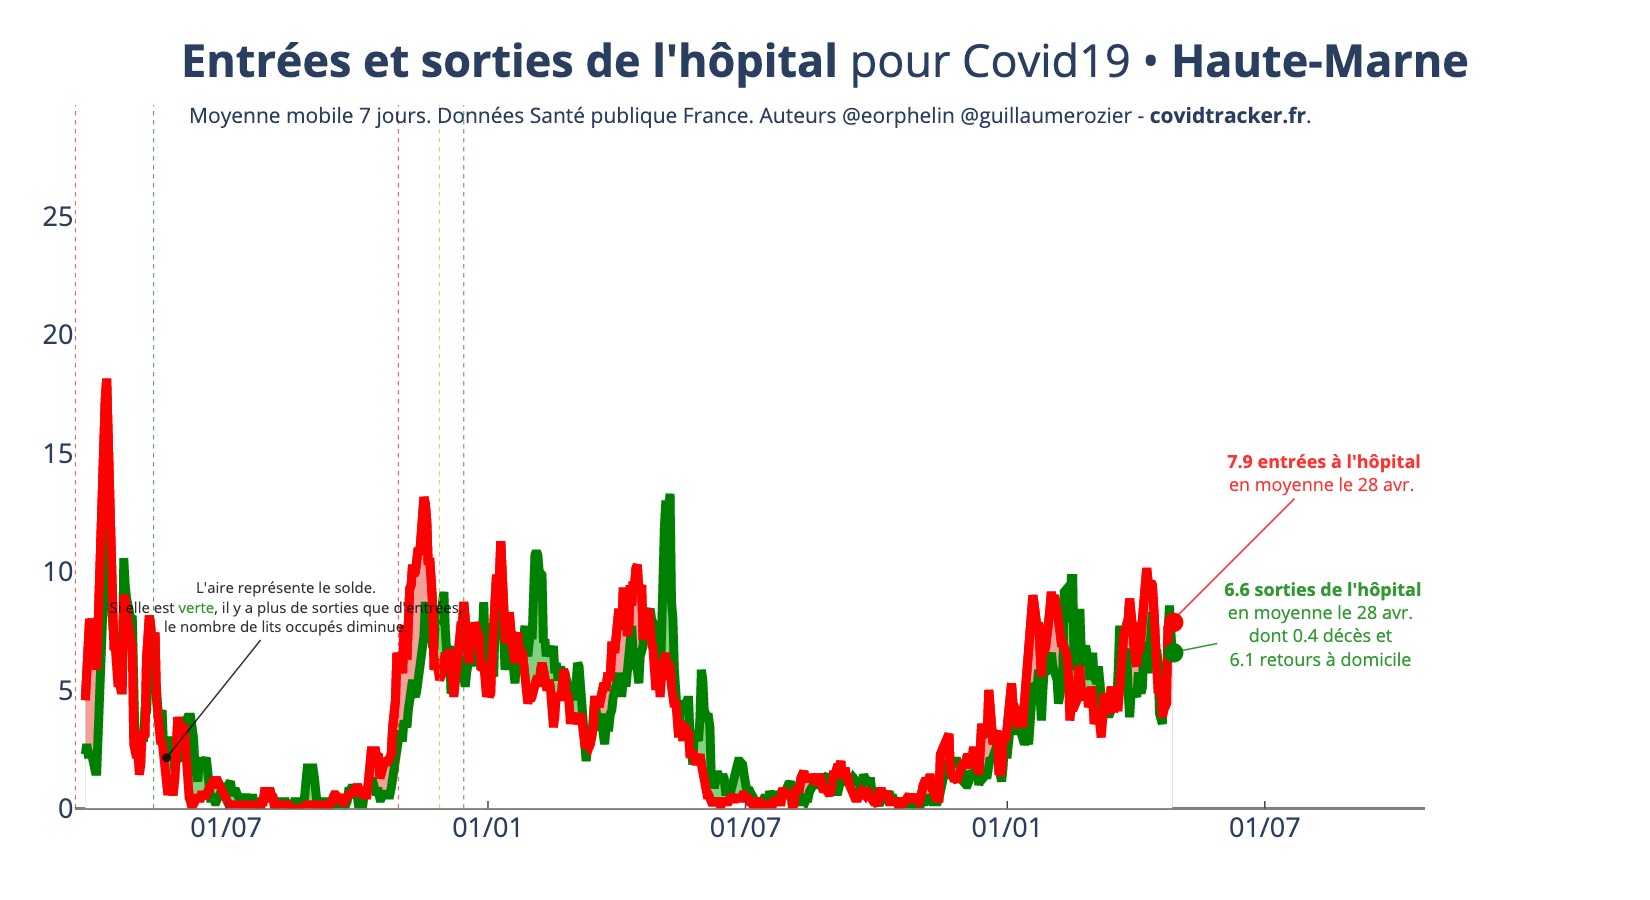 Entrées et sorties de l'hôpital pour Covid19 • Haute-Marne
Moyenne mobile 7 jours. Données Santé publique France. Auteurs @eorphelin @guillaumerozier - covidtracker.fr.
25
20
15
10
5
0
L'aire représente le solde.
Si elle est verte, il y a plus de sorties que d'entrées,
le nombre de lits occupés diminue.
7.9 entrées à l'hôpital
en moyenne le 28 avr.
6.6 sorties de l'hôpital
en moyenne le 28 avr.
dont 0.4 décès et
6.1 retours à domicile
01/07
01/01
01/07
01/01
01/07